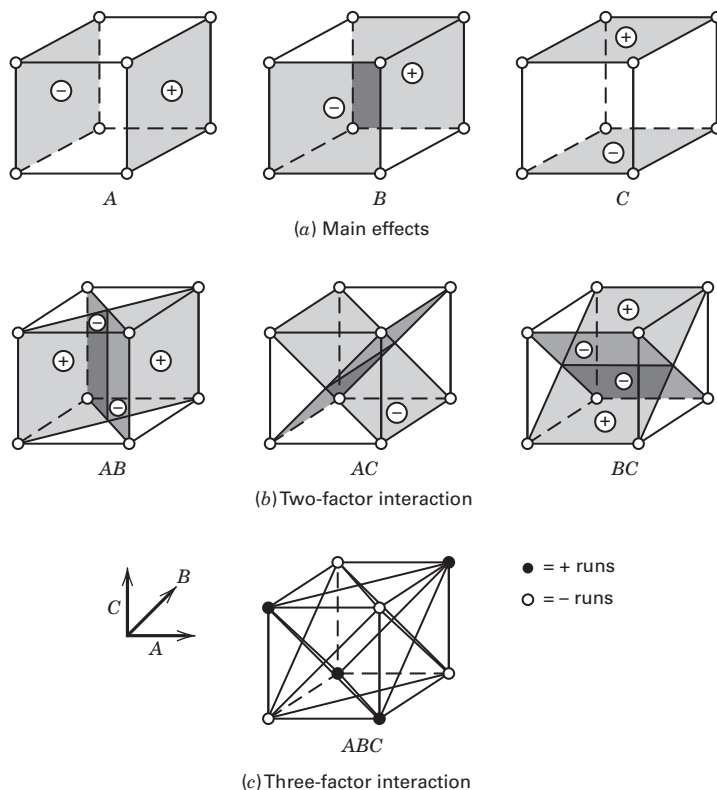 − + − + + −
A B C
(a) Main effects
+ − − + − + − − +
AB AC BC
(b) Two-factor interaction
C B A
● = + runs
○ = − runs
ABC
(c) Three-factor interaction